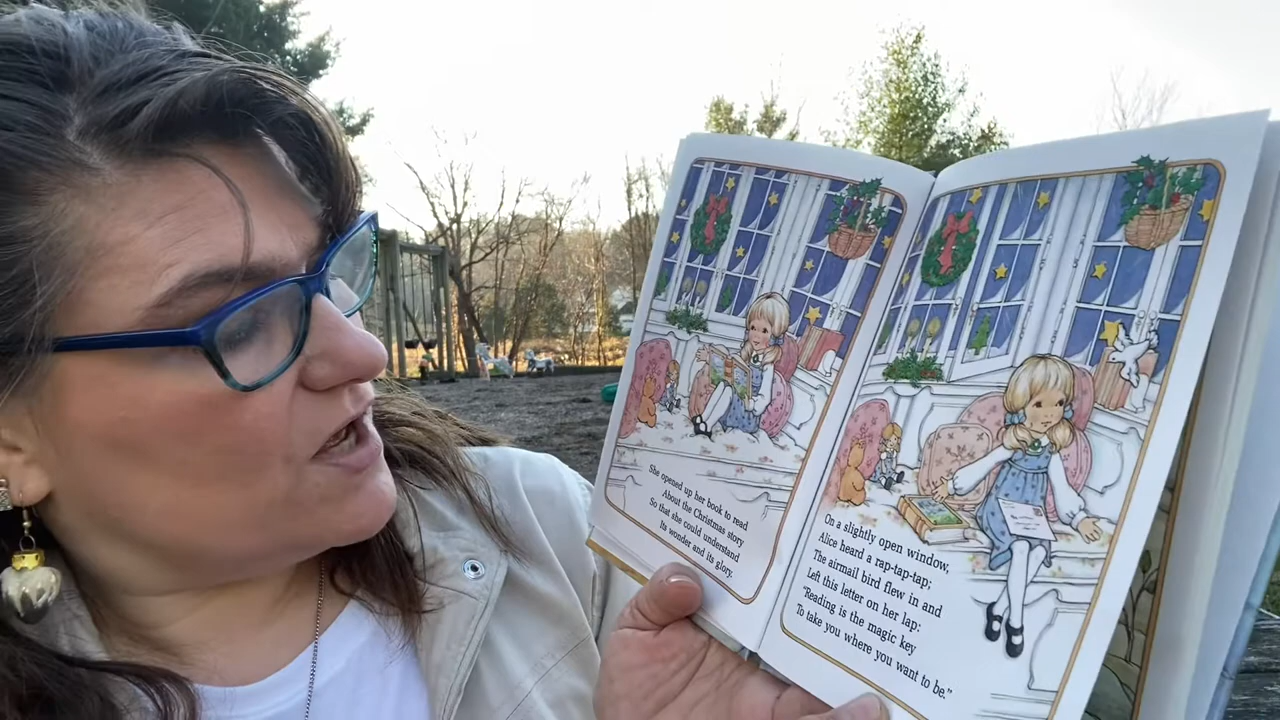 She opened up her book to read
About the Christmas story
So that she could understand
Its wonder and its glory.
On a slightly open window,
Alice heard a rap-tap-tap;
The airmail bird flew in and
Left this letter on her lap:
"Reading is the magic key
To take you where you want to be."